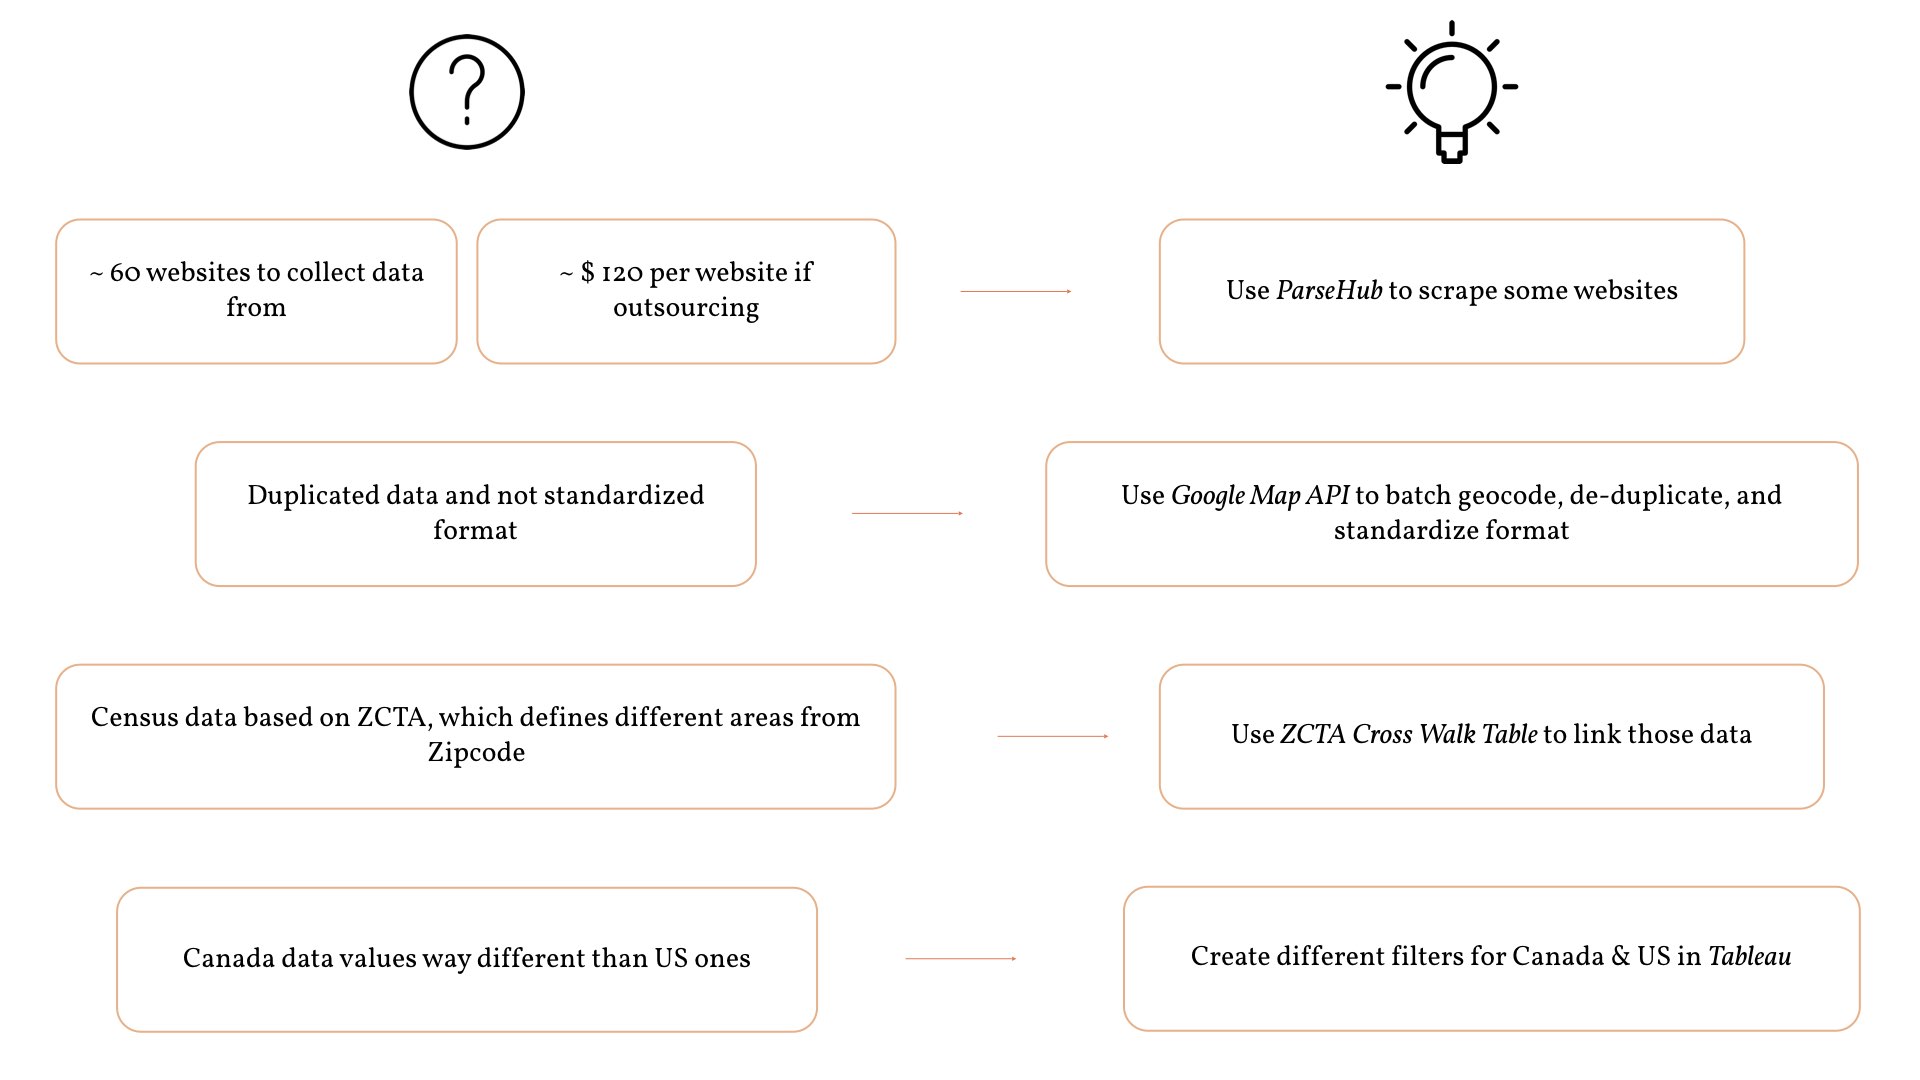 ?
~ 60 websites to collect data
from
~ $ 120 per website if
outsourcing
Use ParseHub to scrape some websites
Duplicated data and not standardized
format
Use Google Map API to batch geocode, de-duplicate, and
standardize format
Census data based on ZCTA, which defines different areas from
Zipcode
Use ZCTA Cross Walk Table to link those data
Canada data values way different than US ones
Create different filters for Canada & US in Tableau